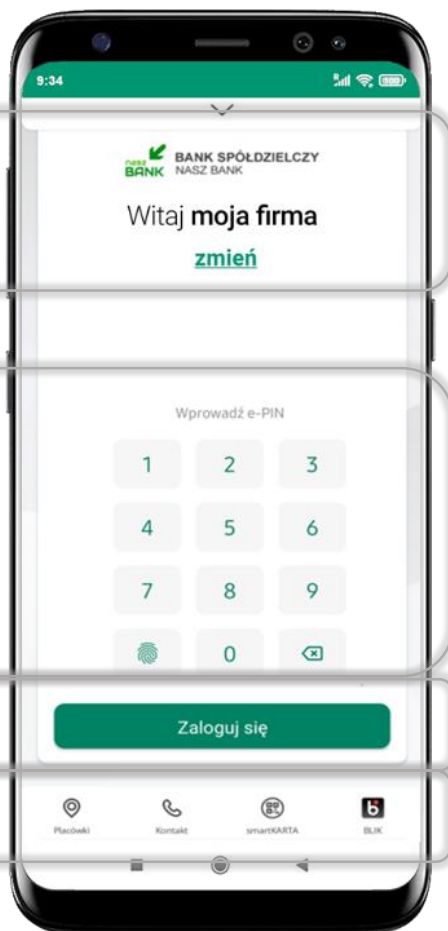 9:34
nasz BANK BANK SPÓŁDZIELCZY
NASZ BANK
Witaj moja firma
zmień
Wprowadź e-PIN
1 2 3
4 5 6
7 8 9
0
Zaloguj się
Placówki Kontakt smartKARTA BLIK